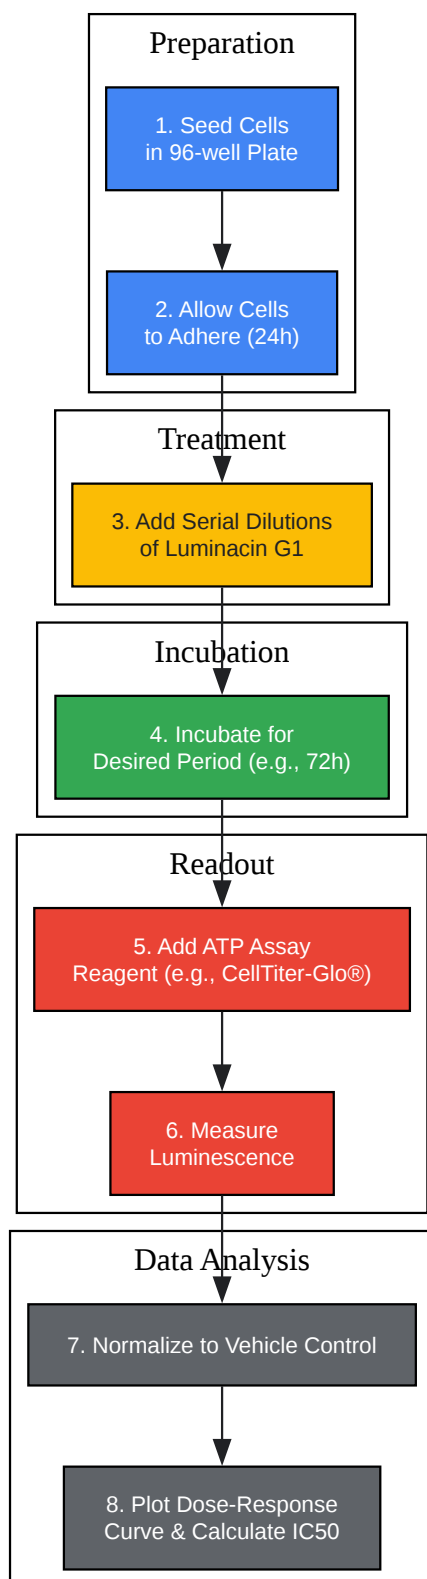 Preparation
1. Seed Cells
in 96-well Plate
2. Allow Cells
to Adhere (24h)
Treatment
3. Add Serial Dilutions
of Luminacin G1
Incubation
4. Incubate for
Desired Period (e.g., 72h)
Readout
5. Add ATP Assay
Reagent (e.g., CellTiter-Glo®)
6. Measure
Luminescence
Data Analysis
7. Normalize to Vehicle Control
8. Plot Dose-Response
Curve & Calculate IC50